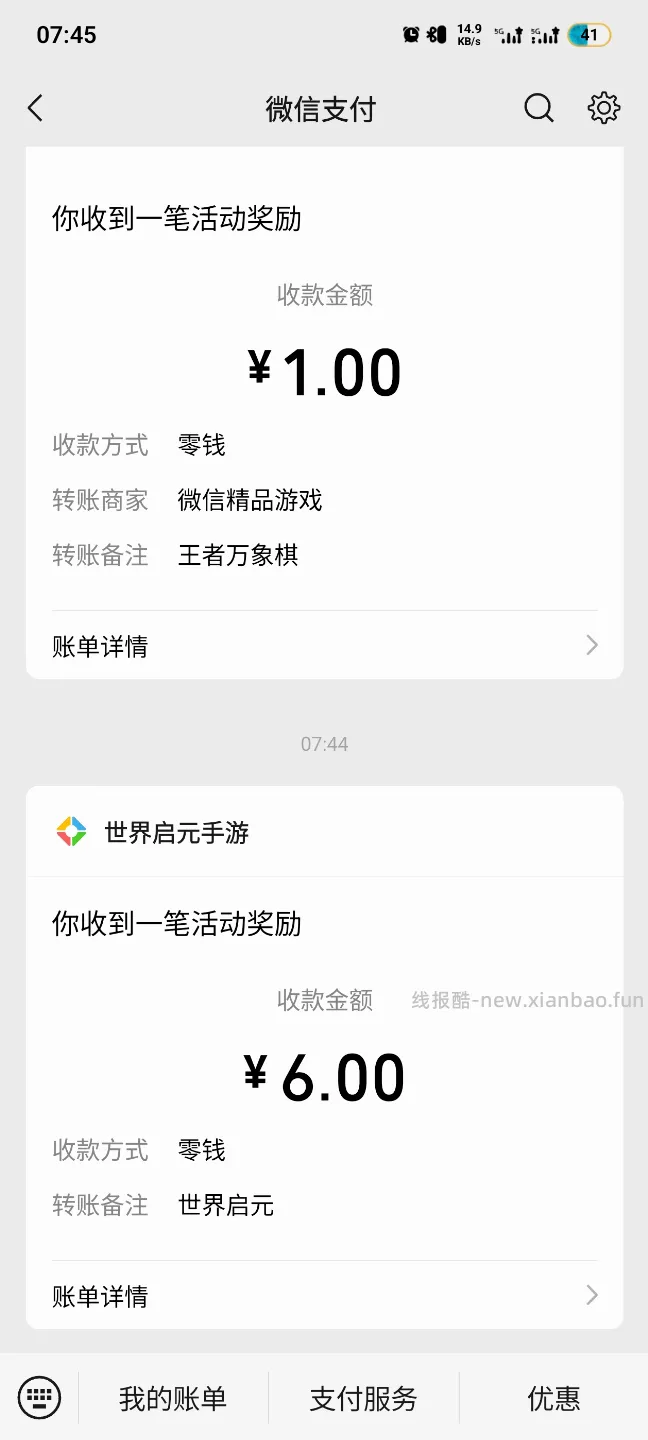 07:45
14.9
KB/s
5G
5G
41
微信支付
你收到一笔活动奖励
收款金额
¥1.00
收款方式 零钱
转账商家 微信精品游戏
转账备注 王者万象棋
账单详情
07:44
世界启元手游
你收到一笔活动奖励
收款金额
线报酷-new.xianbao.fun
¥6.00
收款方式 零钱
转账备注 世界启元
账单详情
我的账单 支付服务 优惠